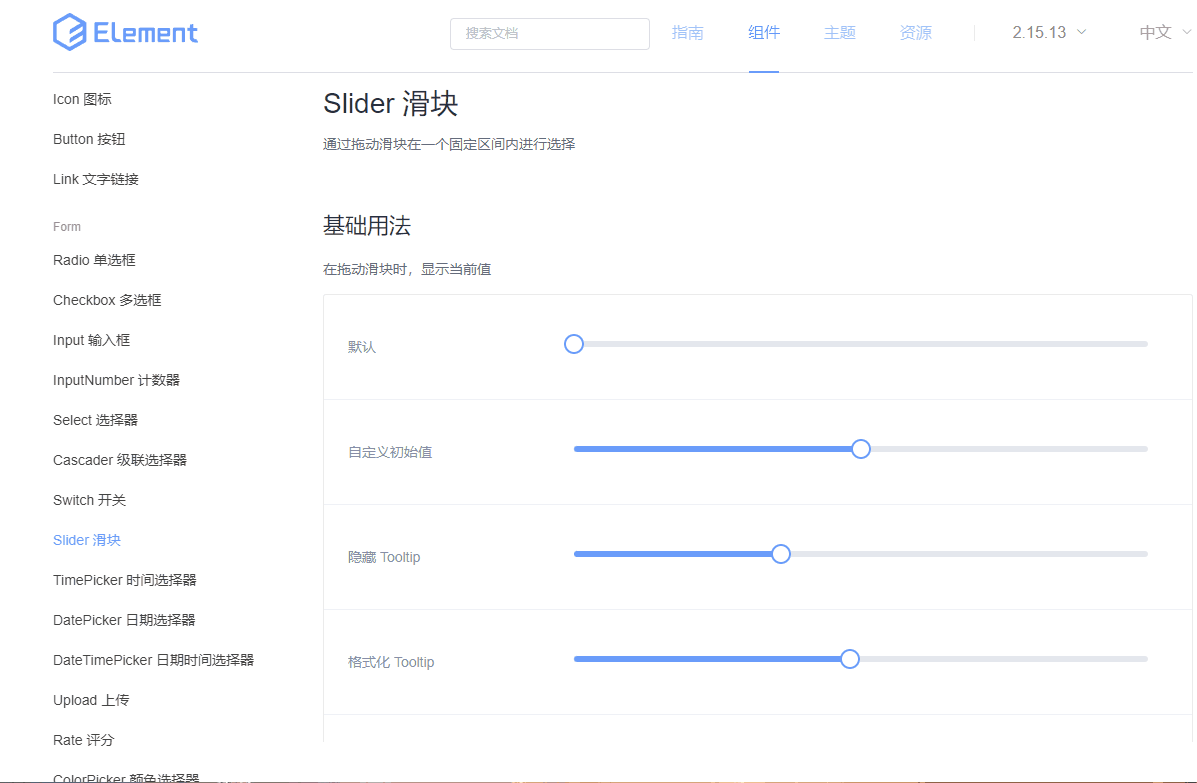 Element
搜索文档
指南
组件
主题
资源
2.15.13
中文
Icon 图标
Button 按钮
Link 文字链接
Form
Radio 单选框
Checkbox 多选框
Input 输入框
InputNumber 计数器
Select 选择器
Cascader 级联选择器
Switch 开关
Slider 滑块
TimePicker 时间选择器
DatePicker 日期选择器
DateTimePicker 日期时间选择器
Upload 上传
Rate 评分
ColorPicker 颜色选择器
Slider 滑块
通过拖动滑块在一个固定区间内进行选择
基础用法
在拖动滑块时，显示当前值
默认
自定义初始值
隐藏 Tooltip
格式化 Tooltip